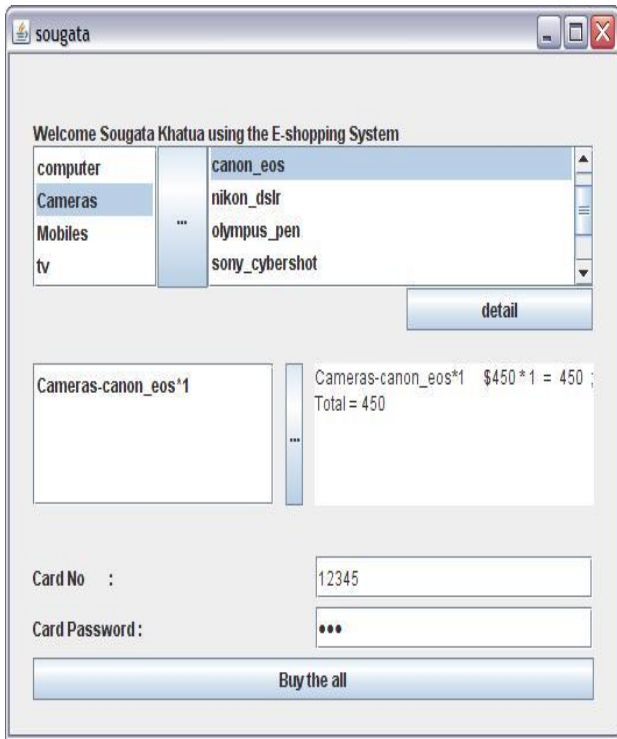 sougata
Welcome Sougata Khatua using the E-shopping System
computer
Cameras
Mobiles
tv
...
canon_eos
nikon_dslr
olympus_pen
sony_cybershot
detail
Cameras-canon_eos*1
...
Cameras-canon_eos*1 $450 * 1 = 450 ;
Total = 450
Card No :
12345
Card Password :
•••
Buy the all